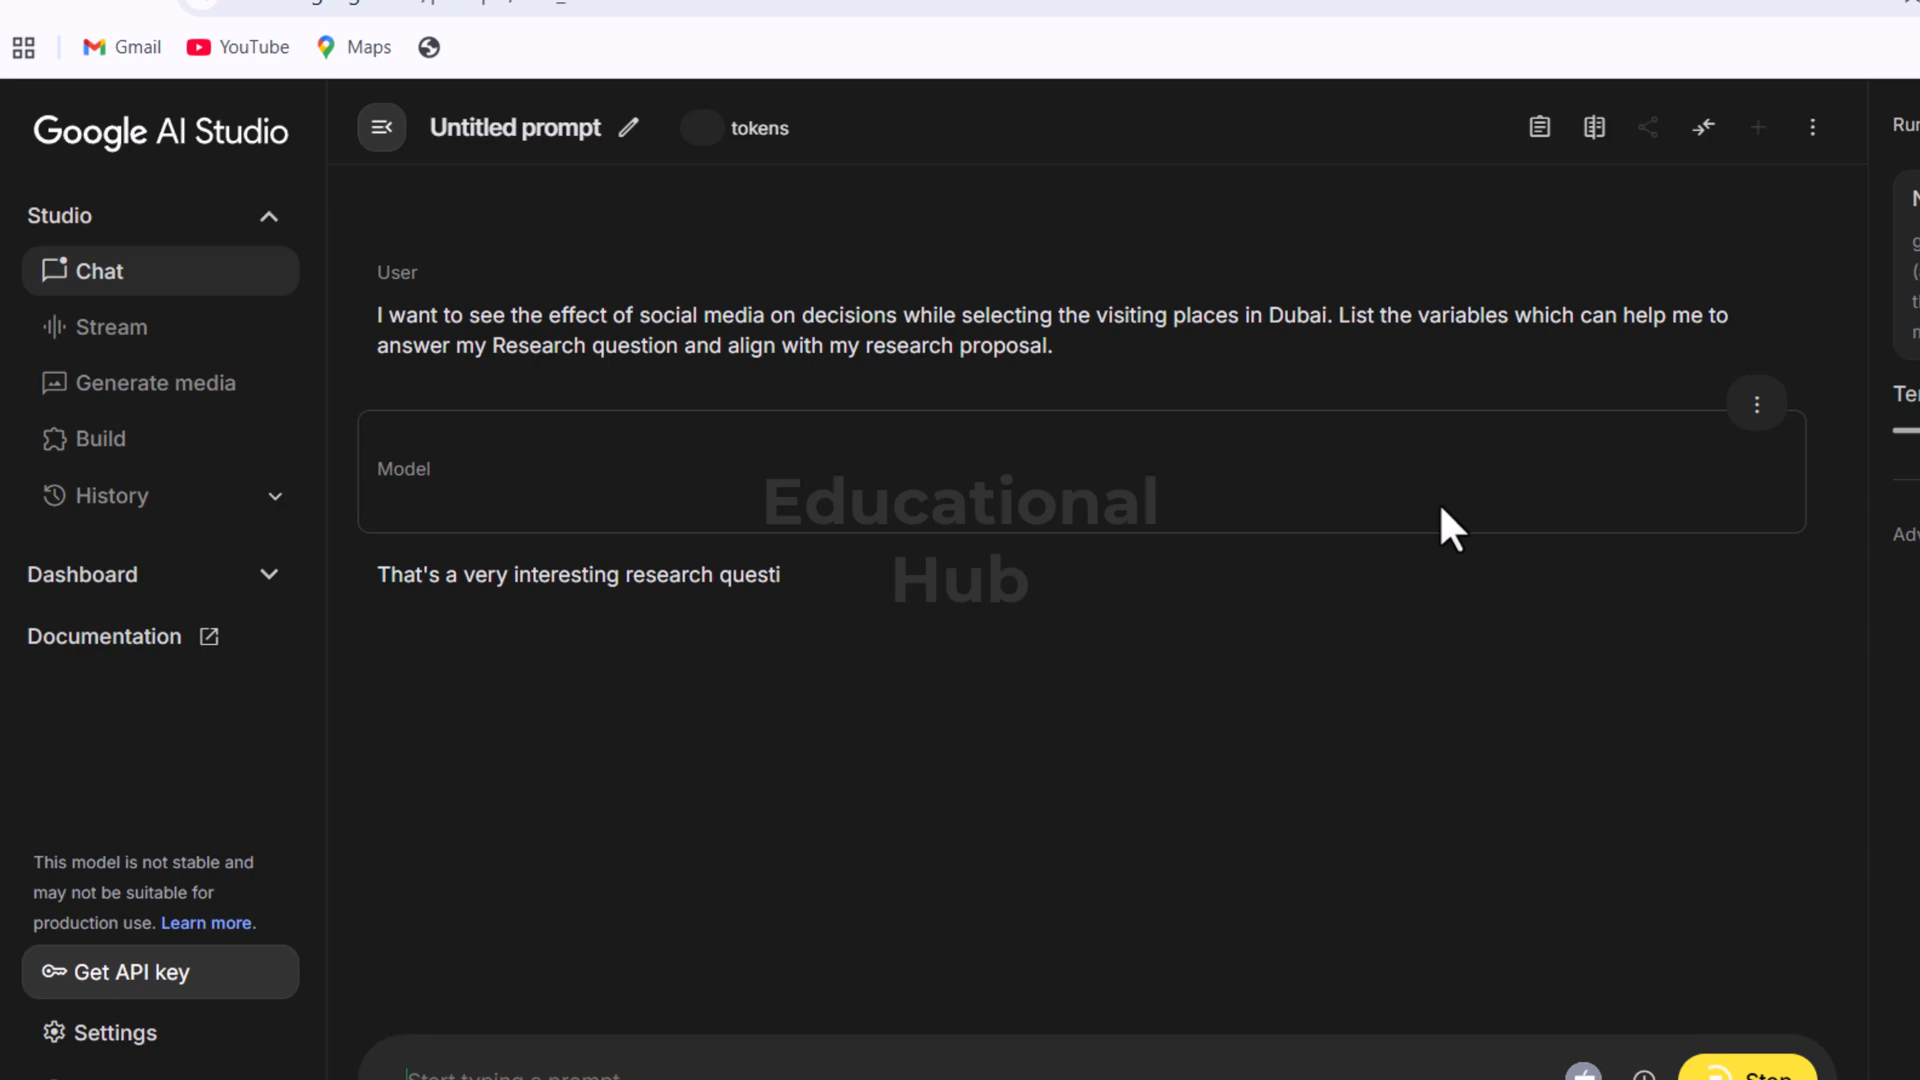 Gmail
YouTube
Maps
Google AI Studio
Untitled prompt
tokens
Studio
Chat
Stream
Generate media
Build
History
Dashboard
Documentation
This model is not stable and
may not be suitable for
production use. Learn more.
Get API key
Settings
User
I want to see the effect of social media on decisions while selecting the visiting places in Dubai. List the variables which can help me to
answer my Research question and align with my research proposal.
Model
That's a very interesting research questi
Educational
Hub
Start typing a prompt
Stop